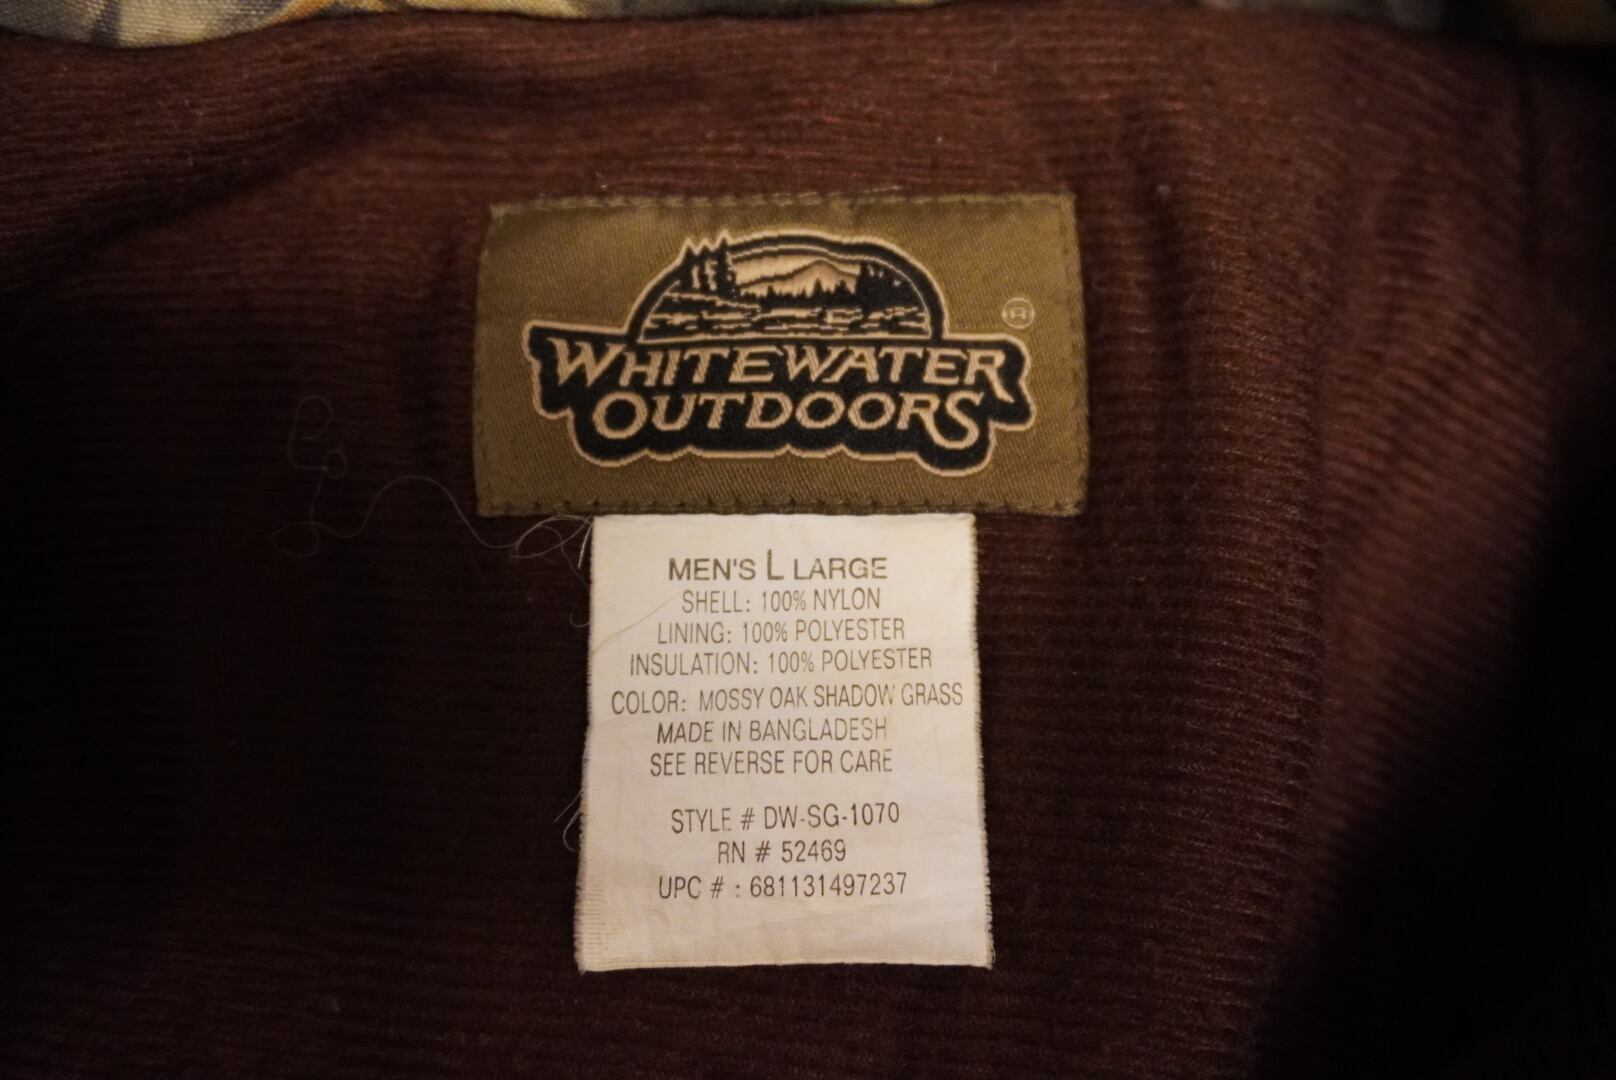 WHITEWATER
OUTDOORS
®
MEN'S L LARGE
SHELL: 100% NYLON
LINING: 100% POLYESTER
INSULATION: 100% POLYESTER
COLOR: MOSSY OAK SHADOW GRASS
MADE IN BANGLADESH
SEE REVERSE FOR CARE
STYLE # DW-SG-1070
RN # 52469
UPC # : 681131497237